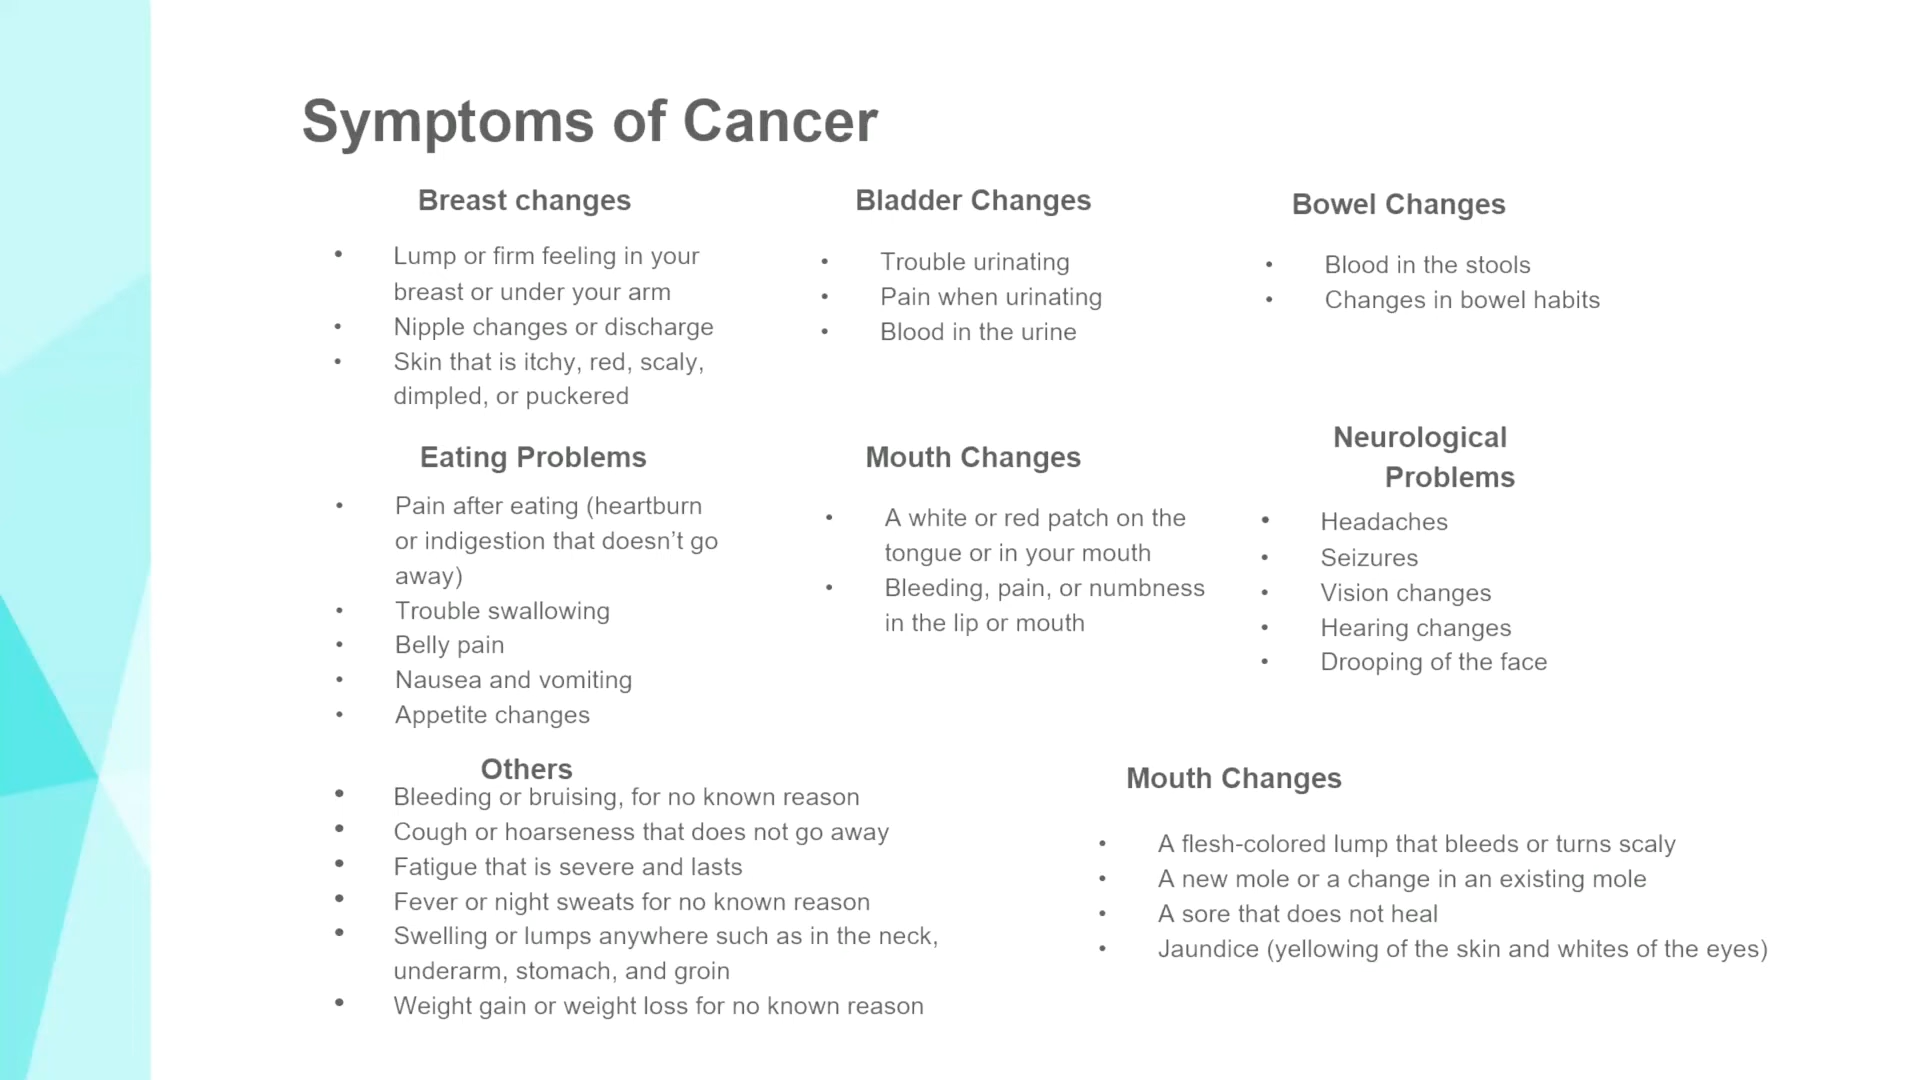 Symptoms of Cancer
Breast changes
• Lump or firm feeling in your
breast or under your arm
• Nipple changes or discharge
• Skin that is itchy, red, scaly,
dimpled, or puckered
Bladder Changes
• Trouble urinating
• Pain when urinating
• Blood in the urine
Bowel Changes
• Blood in the stools
• Changes in bowel habits
Eating Problems
• Pain after eating (heartburn
or indigestion that doesn’t go
away)
• Trouble swallowing
• Belly pain
• Nausea and vomiting
• Appetite changes
Mouth Changes
• A white or red patch on the
tongue or in your mouth
• Bleeding, pain, or numbness
in the lip or mouth
Neurological
Problems
• Headaches
• Seizures
• Vision changes
• Hearing changes
• Drooping of the face
Others
• Bleeding or bruising, for no known reason
• Cough or hoarseness that does not go away
• Fatigue that is severe and lasts
• Fever or night sweats for no known reason
• Swelling or lumps anywhere such as in the neck,
underarm, stomach, and groin
• Weight gain or weight loss for no known reason
Mouth Changes
• A flesh-colored lump that bleeds or turns scaly
• A new mole or a change in an existing mole
• A sore that does not heal
• Jaundice (yellowing of the skin and whites of the eyes)